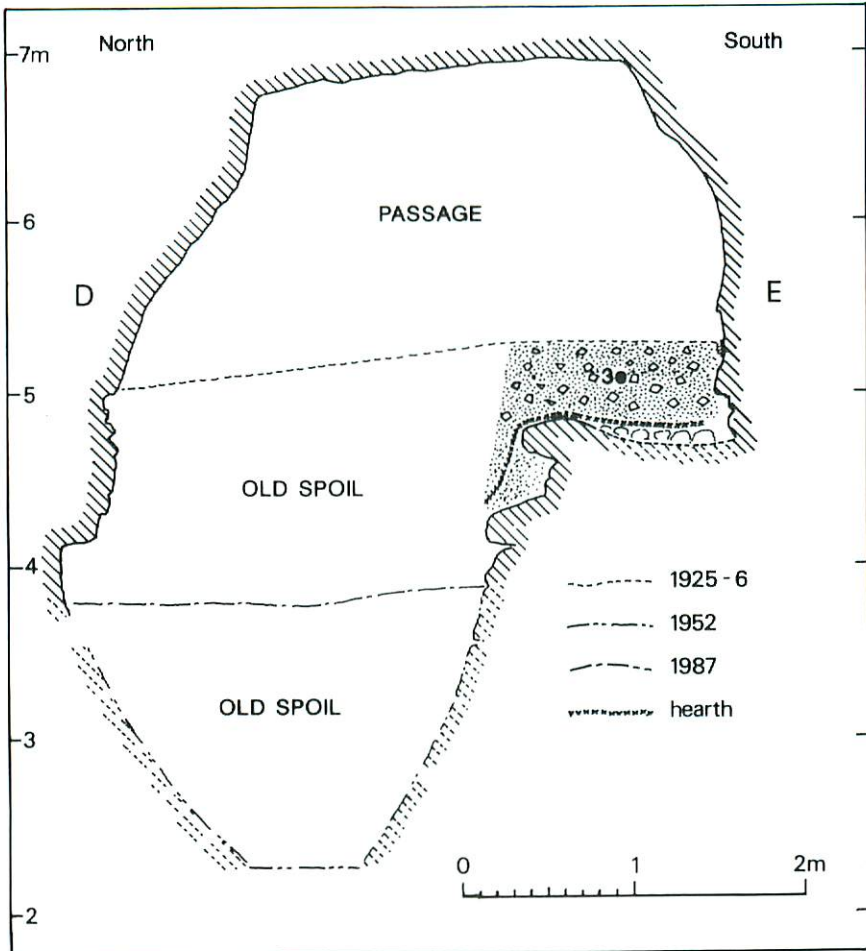 North
South
7m
6
PASSAGE
D
E
5
3
OLD SPOIL
4
1925-6
1952
1987
OLD SPOIL
hearth
3
0 1 2m
2